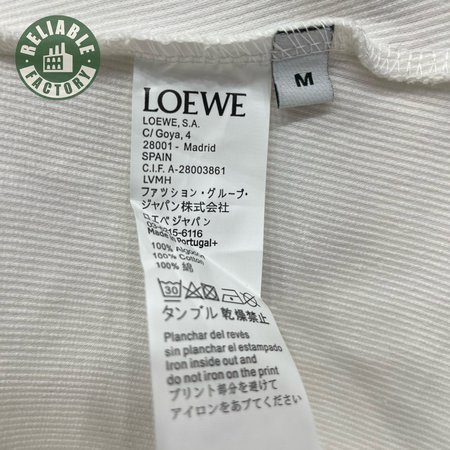 RELIABLE
FACTORY
M
LOEWE
LOEWE, S.A.
C/ Goya, 4
28001 - Madrid
SPAIN
C.I.F. A-28003861
LVMH
ファッション・グループ・
ジャパン株式会社
ロエベジャパン
6116
Made in Portugal+
100% Algodon
100% Cotton
100% 綿
30
タンブル乾燥禁止
Planchar del revés
sin planchar el estampado
Iron inside out and
do not iron on the print
プリント部分を避けて
アイロンをあてください